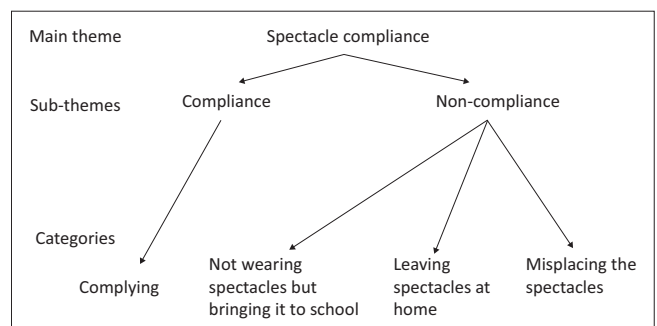 Main theme Spectacle compliance
Sub-themes Compliance Non-compliance
Categories
Complying Not wearing spectacles but bringing it to school Leaving spectacles at home Misplacing the spectacles